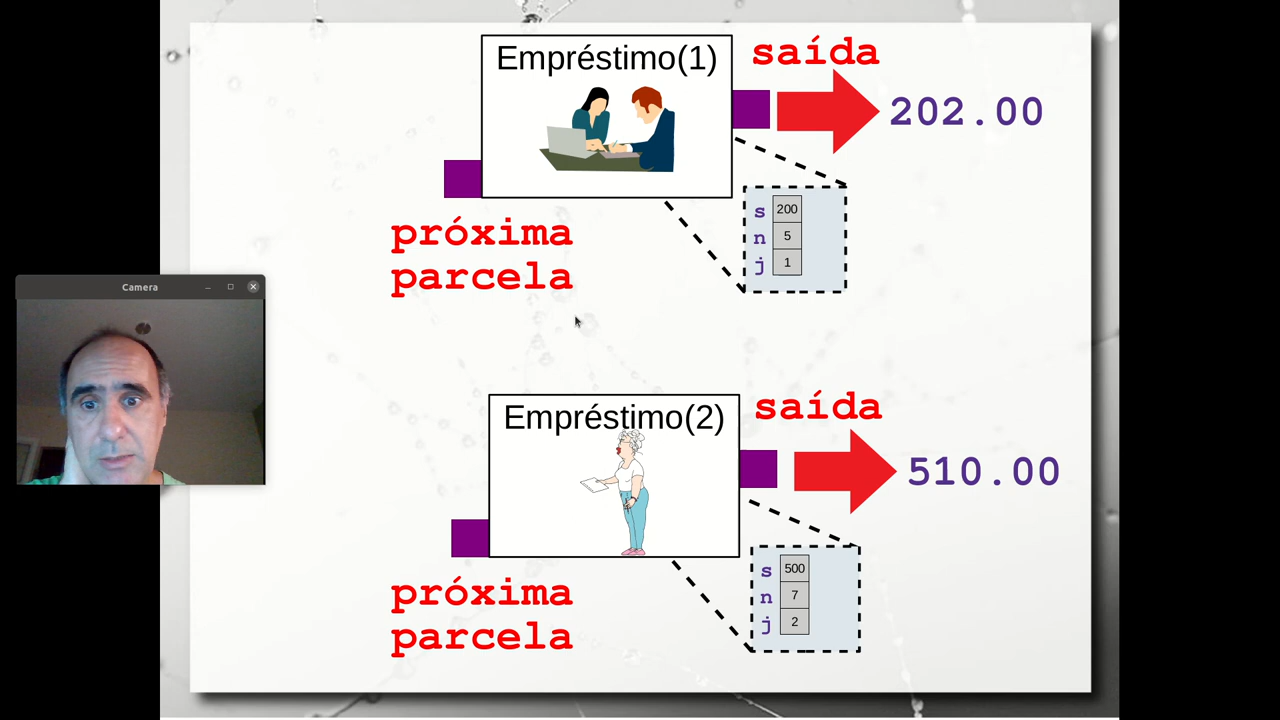 Empréstimo(1)
saída
202.00
próxima
parcela
s 200
n 5
j 1
Camera
Empréstimo(2)
saída
510.00
próxima
parcela
s 500
n 7
j 2